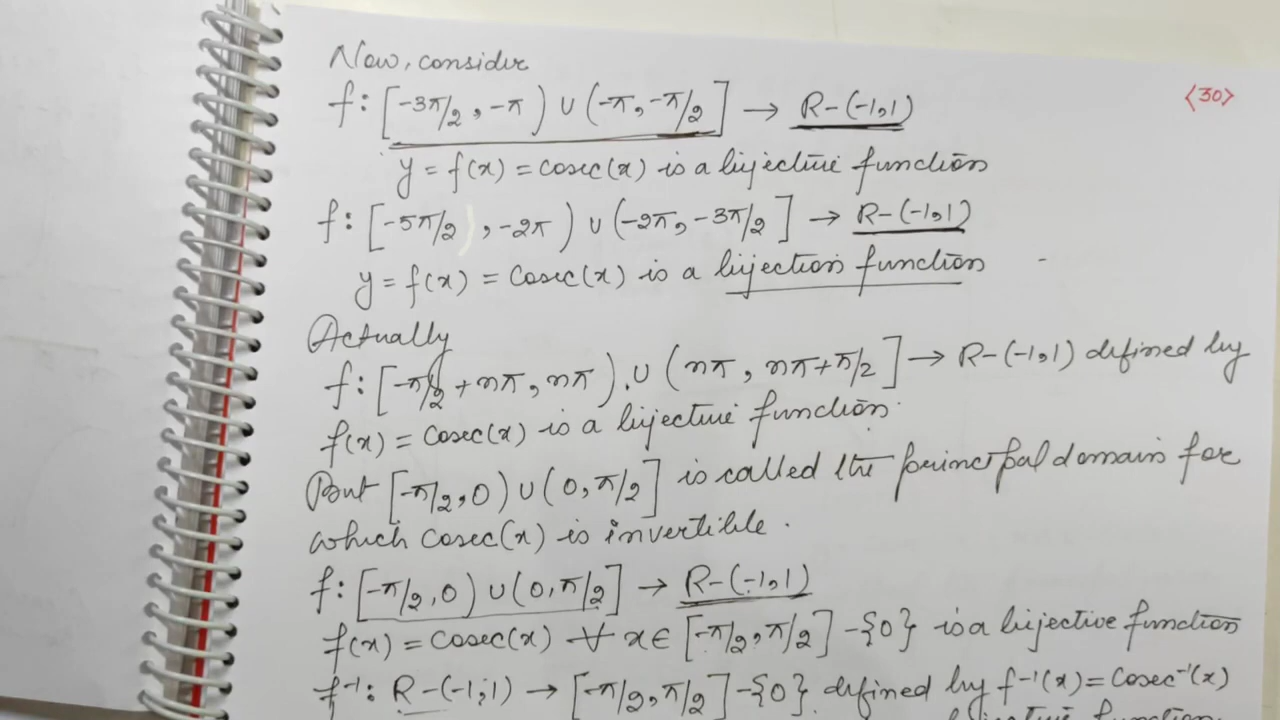 Now, consider
<30>
f: [-3π/2, -π) ∪ (-π, -π/2] → R-(-1,1)
y = f(x) = cosec(x) is a bijective function
f: [-5π/2, -2π) ∪ (-2π, -3π/2] → R-(-1,1)
y = f(x) = Cosec(x) is a bijection function
Actually
f: [-π/2 + nπ, nπ) ∪ (nπ, nπ+π/2] → R-(-1,1) defined by
f(x) = Cosec(x) is a bijective function.
But [-π/2, 0) ∪ (0, π/2] is called the principal domain for
which cosec(x) is invertible.
f: [-π/2, 0) ∪ (0, π/2] → R-(-1,1)
f(x) = Cosec(x) ∀ x ∈ [-π/2, π/2] - {0} is a bijective function
f⁻¹: R-(-1,1) → [-π/2, π/2] - {0} defined by f⁻¹(x) = Cosec⁻¹(x)